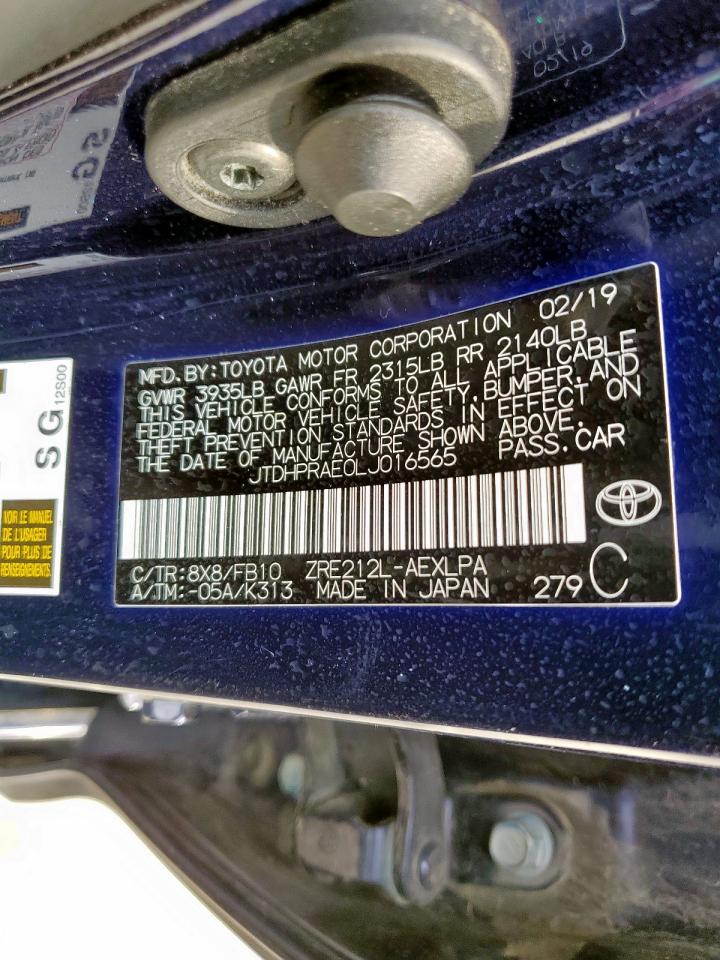 MFD. BY: TOYOTA MOTOR CORPORATION 02/19
GVWR 3935LB GAWR FR 2315LB RR 2140LB
THIS VEHICLE CONFORMS TO ALL APPLICABLE
FEDERAL MOTOR VEHICLE SAFETY, BUMPER, AND
THEFT PREVENTION STANDARDS IN EFFECT ON
THE DATE OF MANUFACTURE SHOWN ABOVE.
JTDHPRAE0LJ016565 PASS. CAR
C/TR: 8X8/FB10 ZRE212L-AEXLPA
A/TM: -05A/K313 MADE IN JAPAN 279 C
SG
12S00
VOIR LE MANUEL
DE L'USAGER
POUR PLUS DE
RENSEIGNEMENTS